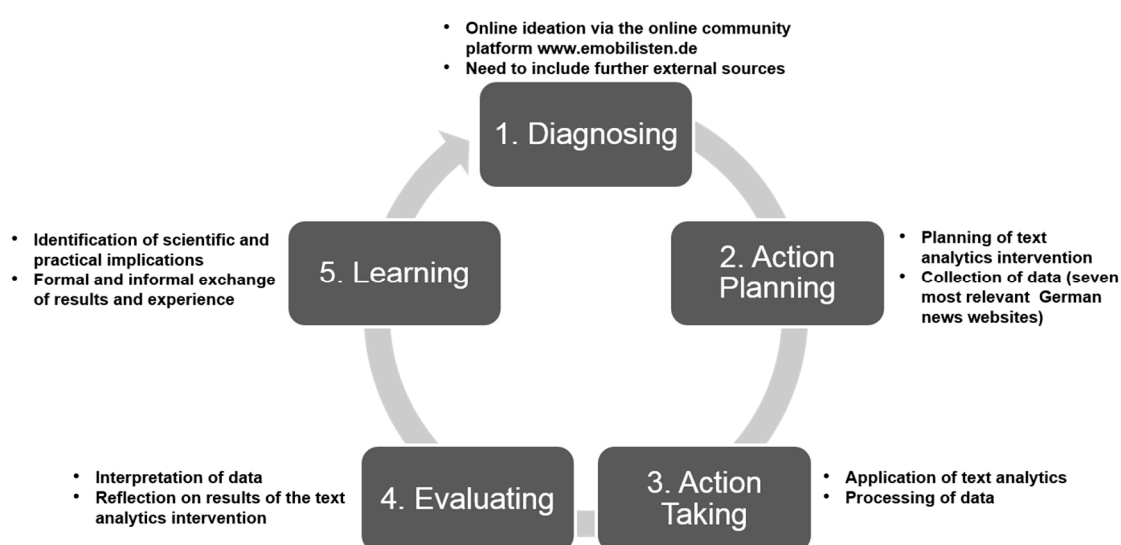 • Online ideation via the online community
platform www.emobilisten.de
• Need to include further external sources
1. Diagnosing
2. Action
Planning
• Planning of text
analytics intervention
• Collection of data (seven
most relevant German
news websites)
3. Action
Taking
• Application of text analytics
• Processing of data
4. Evaluating
• Interpretation of data
• Reflection on results of the text
analytics intervention
5. Learning
• Identification of scientific and
practical implications
• Formal and informal exchange
of results and experience